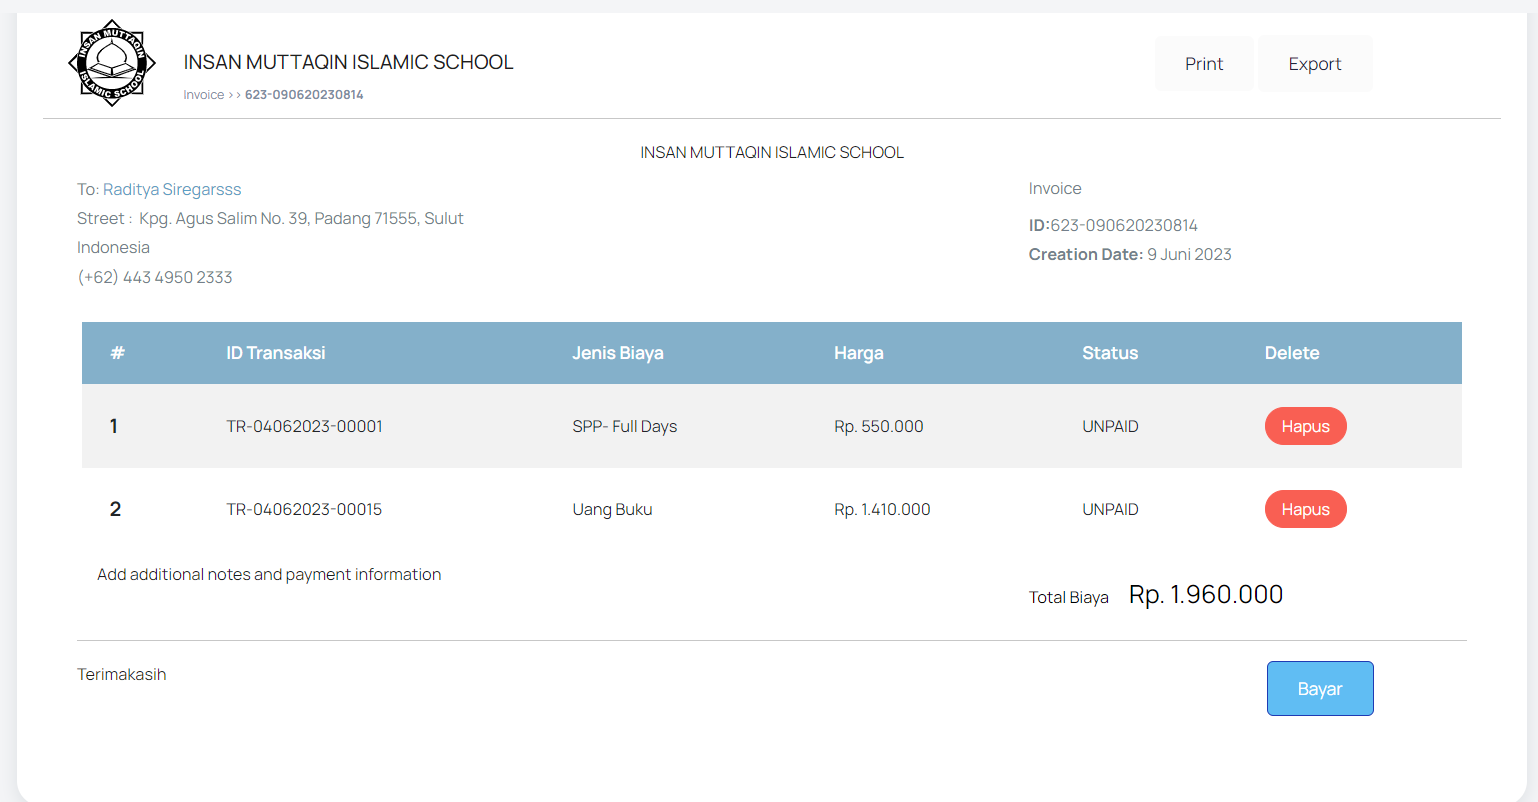 INSAN MUTTAQIN
ISLAMIC SCHOOL
INSAN MUTTAQIN ISLAMIC SCHOOL
Invoice >> 623-090620230814
Print
Export
INSAN MUTTAQIN ISLAMIC SCHOOL
To: Raditya Siregarsss
Street : Kpg. Agus Salim No. 39, Padang 71555, Sulut
Indonesia
(+62) 443 4950 2333
Invoice
ID:623-090620230814
Creation Date: 9 Juni 2023
# ID Transaksi Jenis Biaya Harga Status Delete
1 TR-04062023-00001 SPP- Full Days Rp. 550.000 UNPAID Hapus
2 TR-04062023-00015 Uang Buku Rp. 1.410.000 UNPAID Hapus
Add additional notes and payment information
Total Biaya Rp. 1.960.000
Terimakasih
Bayar